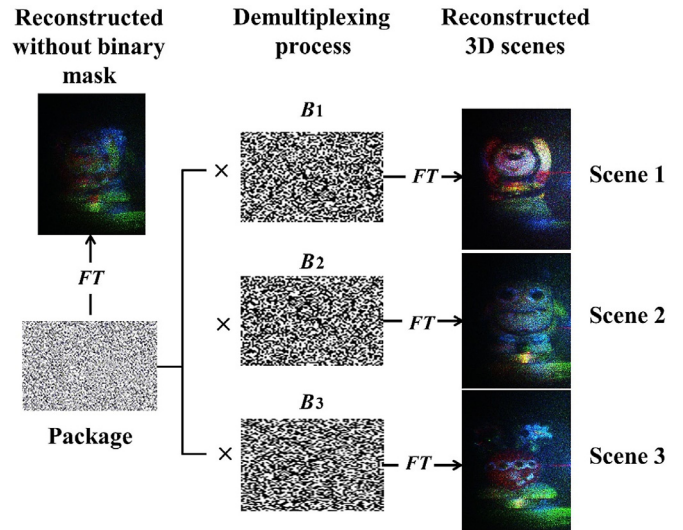 Reconstructed
without binary
mask
Demultiplexing
process
Reconstructed
3D scenes
B1
×
FT
Scene 1
FT
B2
×
FT
Scene 2
Package
B3
×
FT
Scene 3